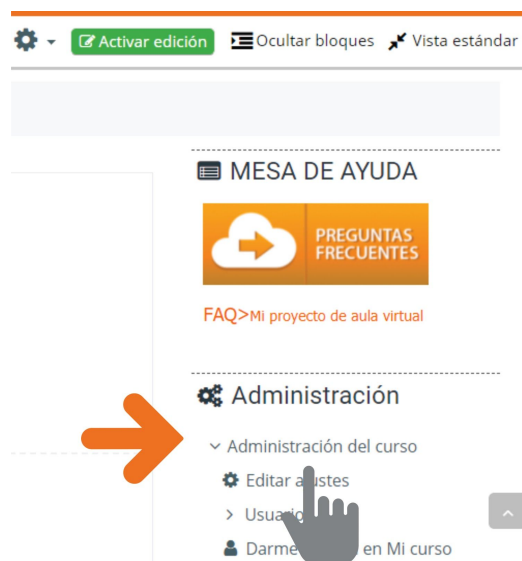 Activar edición Ocultar bloques Vista estándar
MESA DE AYUDA
PREGUNTAS
FRECUENTES
FAQ>Mi proyecto de aula virtual
Administración
Administración del curso
Editar ajustes
Darme en Mi curso